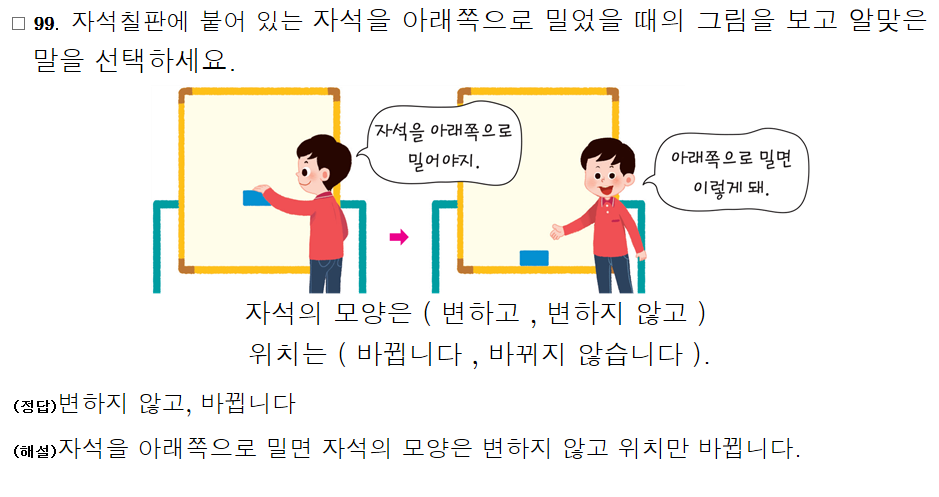 □ 99. 자석칠판에 붙어 있는 자석을 아래쪽으로 밀었을 때의 그림을 보고 알맞은
말을 선택하세요.
자석을 아래쪽으로
밀어야지.
아래쪽으로 밀면
이렇게 돼.
자석의 모양은 ( 변하고 , 변하지 않고 )
위치는 ( 바뀝니다 , 바뀌지 않습니다 ).
(정답)변하지 않고, 바뀝니다
(해설)자석을 아래쪽으로 밀면 자석의 모양은 변하지 않고 위치만 바뀝니다.